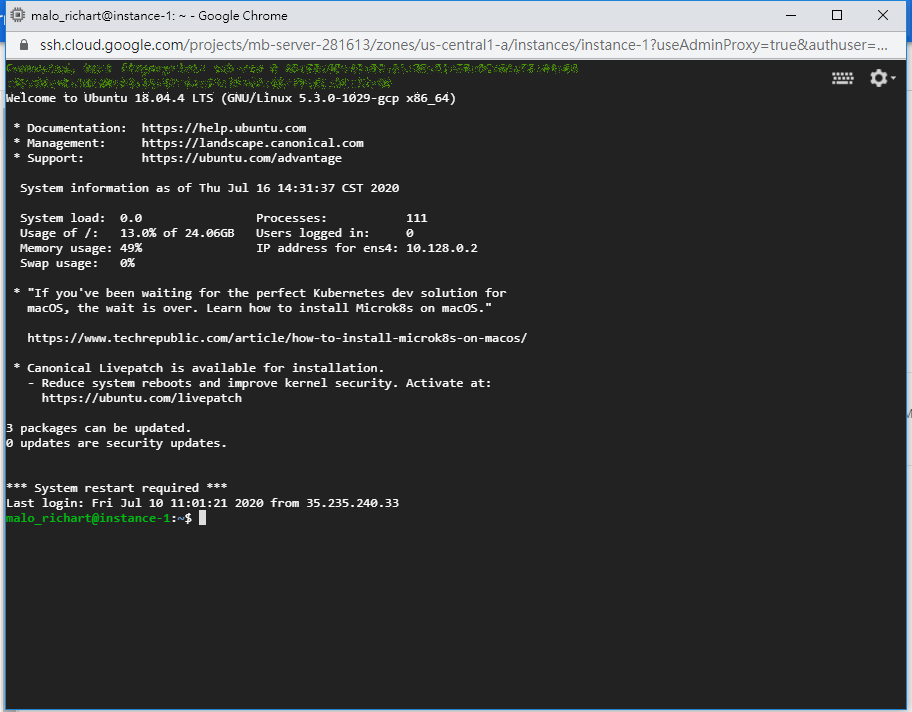 malo_richart@instance-1: ~ - Google Chrome
ssh.cloud.google.com/projects/mb-server-281613/zones/us-central1-a/instances/instance-1?useAdminProxy=true&authuser=...
Welcome to Ubuntu 18.04.4 LTS (GNU/Linux 5.3.0-1029-gcp x86_64)
* Documentation: https://help.ubuntu.com
* Management: https://landscape.canonical.com
* Support: https://ubuntu.com/advantage
System information as of Thu Jul 16 14:31:37 CST 2020
System load: 0.0 Processes: 111
Usage of /: 13.0% of 24.06GB Users logged in: 0
Memory usage: 49% IP address for ens4: 10.128.0.2
Swap usage: 0%
* "If you've been waiting for the perfect Kubernetes dev solution for
macOS, the wait is over. Learn how to install Microk8s on macOS."
https://www.techrepublic.com/article/how-to-install-microk8s-on-macos/
* Canonical Livepatch is available for installation.
- Reduce system reboots and improve kernel security. Activate at:
https://ubuntu.com/livepatch
3 packages can be updated.
0 updates are security updates.
*** System restart required ***
Last login: Fri Jul 10 11:01:21 2020 from 35.235.240.33
malo_richart@instance-1:~$